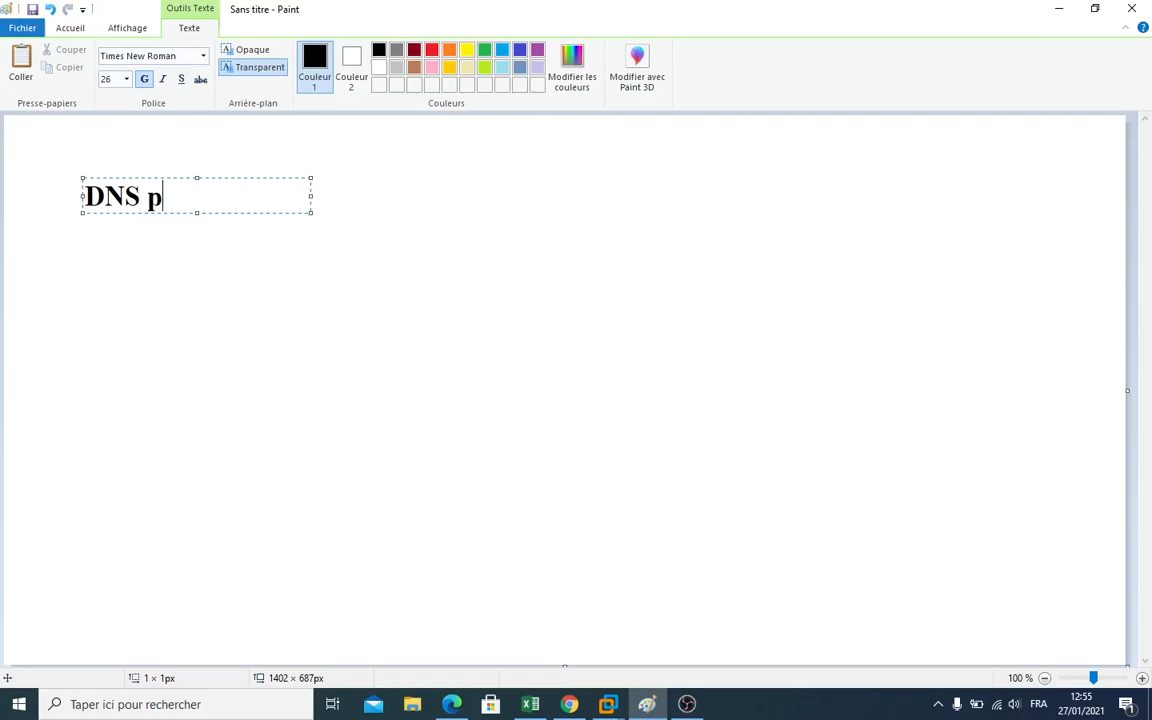 Outils Texte
Sans titre - Paint
Fichier
Accueil
Affichage
Texte
Coller
Couper
Copier
Presse-papiers
Times New Roman
26
G
I
S
abc
Police
Opaque
Transparent
Arrière-plan
Couleur
1
Couleur
2
Couleurs
Modifier les
couleurs
Modifier avec
Paint 3D
DNS p
1 × 1px
1402 × 687px
100 %
Taper ici pour rechercher
FRA
12:55
27/01/2021
1